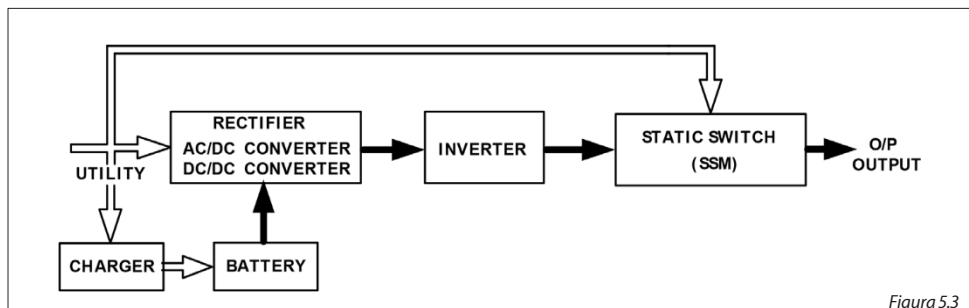 RECTIFIER
AC/DC CONVERTER
DC/DC CONVERTER
UTILITY
INVERTER
STATIC SWITCH
(SSM)
O/P
OUTPUT
CHARGER
BATTERY
Figura 5.3